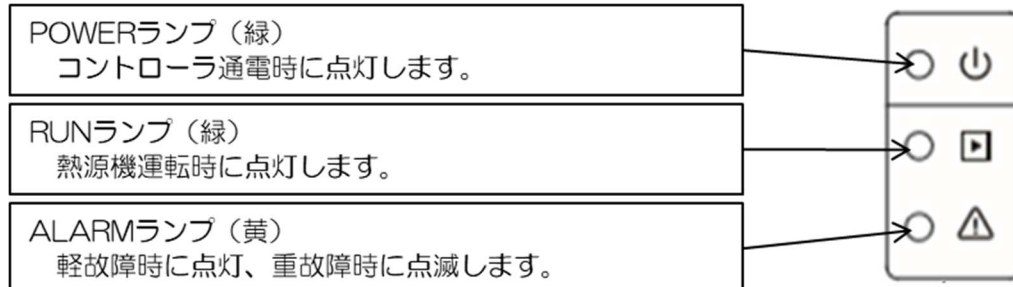 POWERランプ（緑）
コントローラ通電時に点灯します。
RUNランプ（緑）
熱源機運転時に点灯します。
ALARMランプ（黄）
軽故障時に点灯、重故障時に点滅します。